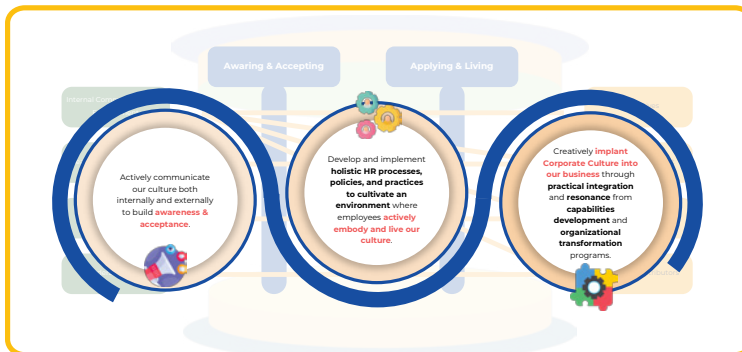 Awaring & Accepting
Applying & Living
Actively communicate
our culture both
internally and externally
to build awareness &
acceptance.
Develop and implement
holistic HR processes,
policies, and practices
to cultivate an
environment where
employees actively
embody and live our
culture.
Creatively implant
Corporate Culture into
our business through
practical integration
and resonance from
capabilities
development and
organizational
transformation
programs.